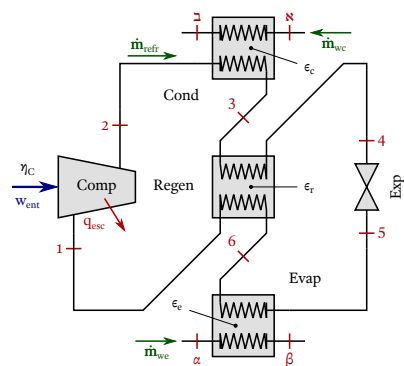 ב א
ṁrefr ṁwc
ϵc
Cond
3
2 4
ηC
Comp Regen ϵr Exp
went
qesc
1 6 5
Evap
ϵe
ṁwe α β